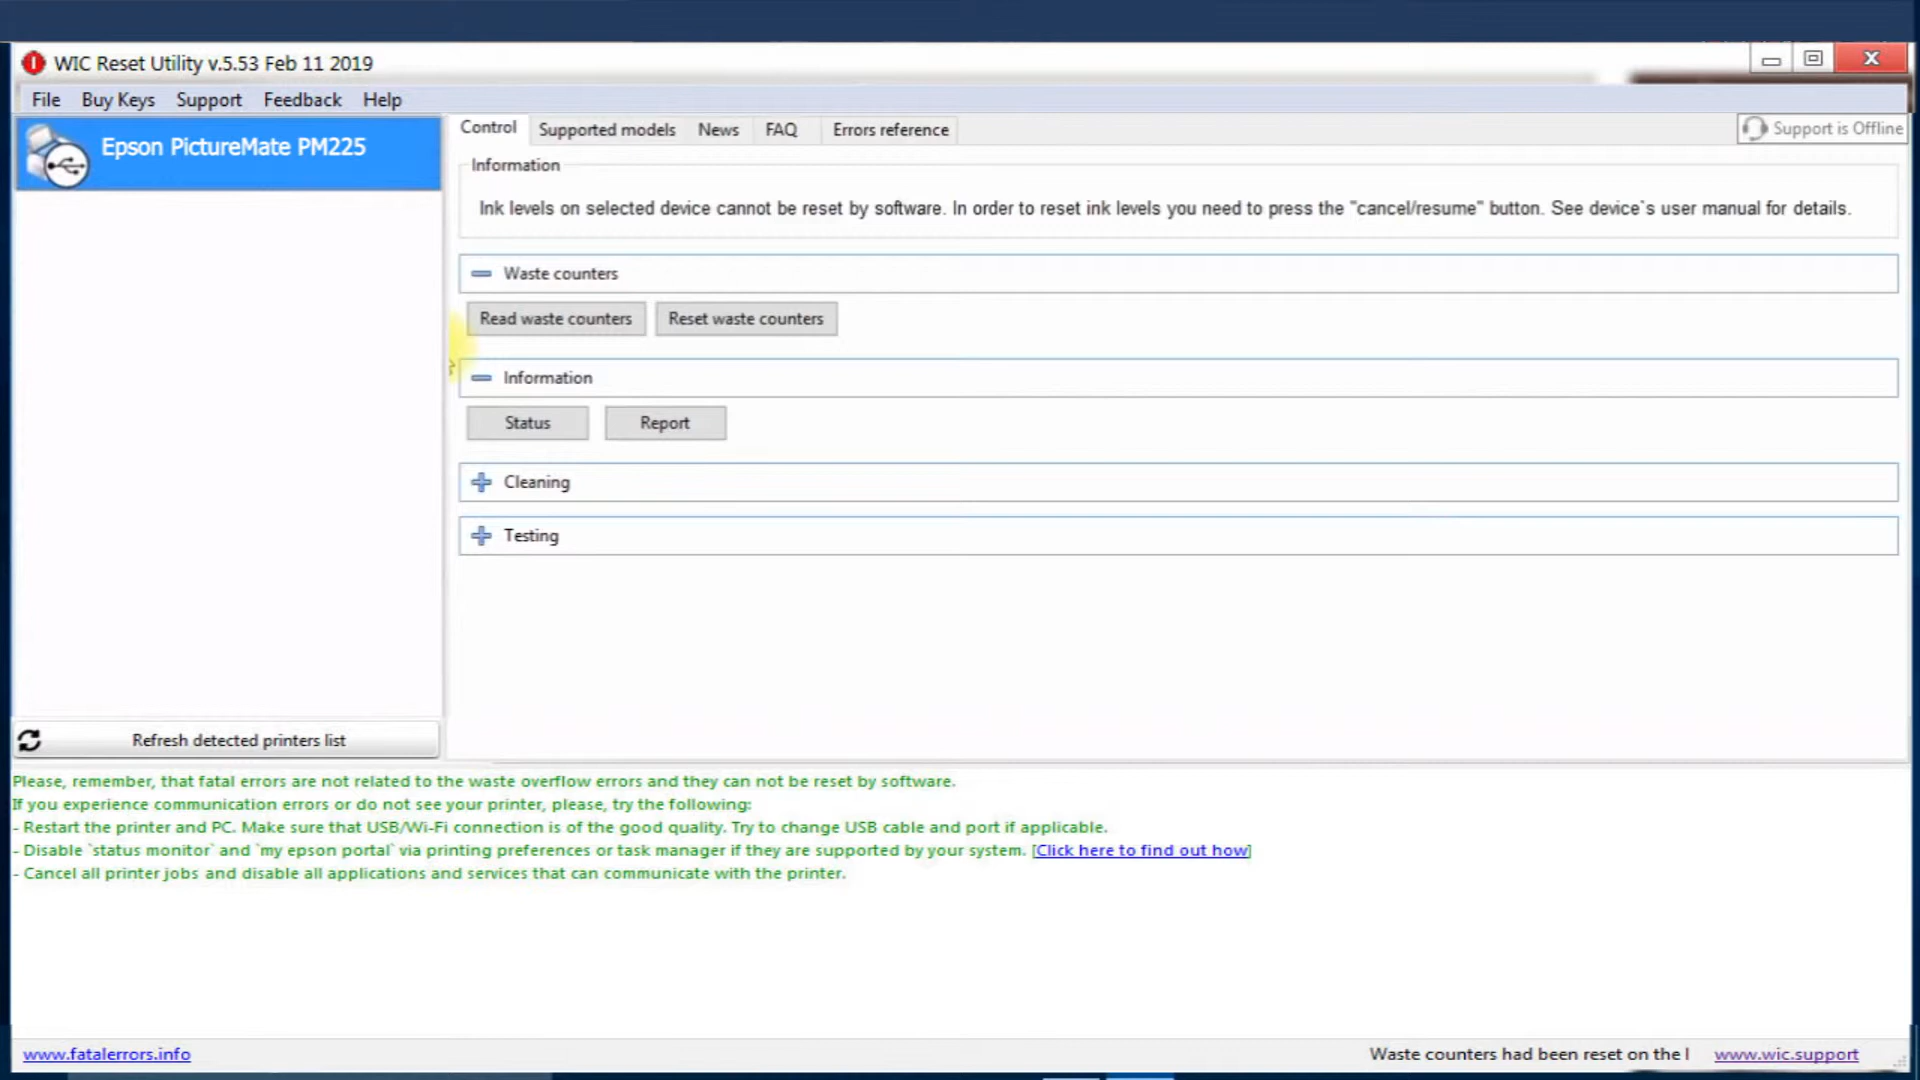 WIC Reset Utility v.5.53 Feb 11 2019
File Buy Keys Support Feedback Help
Epson PictureMate PM225
Control Supported models News FAQ Errors reference
Support is Offline
Information
Ink levels on selected device cannot be reset by software. In order to reset ink levels you need to press the "cancel/resume" button. See device`s user manual for details.
Waste counters
Read waste counters Reset waste counters
Information
Status Report
Cleaning
Testing
Refresh detected printers list
Please, remember, that fatal errors are not related to the waste overflow errors and they can not be reset by software.
If you experience communication errors or do not see your printer, please, try the following:
- Restart the printer and PC. Make sure that USB/Wi-Fi connection is of the good quality. Try to change USB cable and port if applicable.
- Disable `status monitor` and `my epson portal` via printing preferences or task manager if they are supported by your system. [Click here to find out how]
- Cancel all printer jobs and disable all applications and services that can communicate with the printer.
www.fatalerrors.info
Waste counters had been reset on the l
www.wic.support